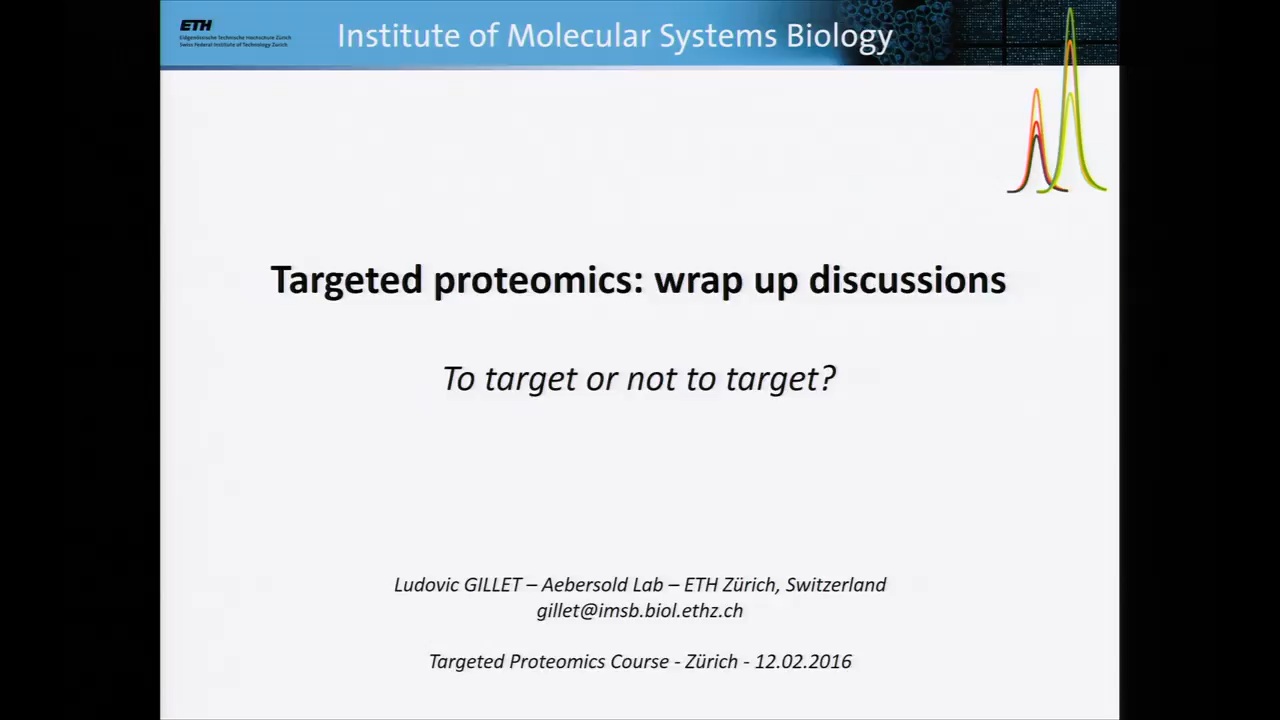 ETH
Eidgenössische Technische Hochschule Zürich
Swiss Federal Institute of Technology Zurich
Institute of Molecular Systems Biology
Targeted proteomics: wrap up discussions
To target or not to target?
Ludovic GILLET – Aebersold Lab – ETH Zürich, Switzerland
gillet@imsb.biol.ethz.ch
Targeted Proteomics Course - Zürich - 12.02.2016